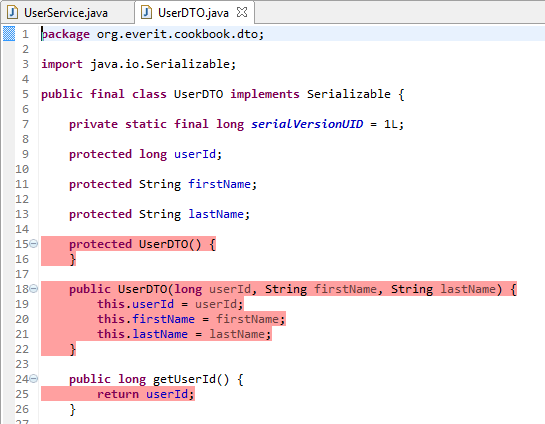 UserService.java UserDTO.java
1 package org.everit.cookbook.dto;
2
3 import java.io.Serializable;
4
5 public final class UserDTO implements Serializable {
6
7 private static final long serialVersionUID = 1L;
8
9 protected long userId;
10
11 protected String firstName;
12
13 protected String lastName;
14
15 protected UserDTO() {
16 }
17
18 public UserDTO(long userId, String firstName, String lastName) {
19 this.userId = userId;
20 this.firstName = firstName;
21 this.lastName = lastName;
22 }
23
24 public long getUserId() {
25 return userId;
26 }
27